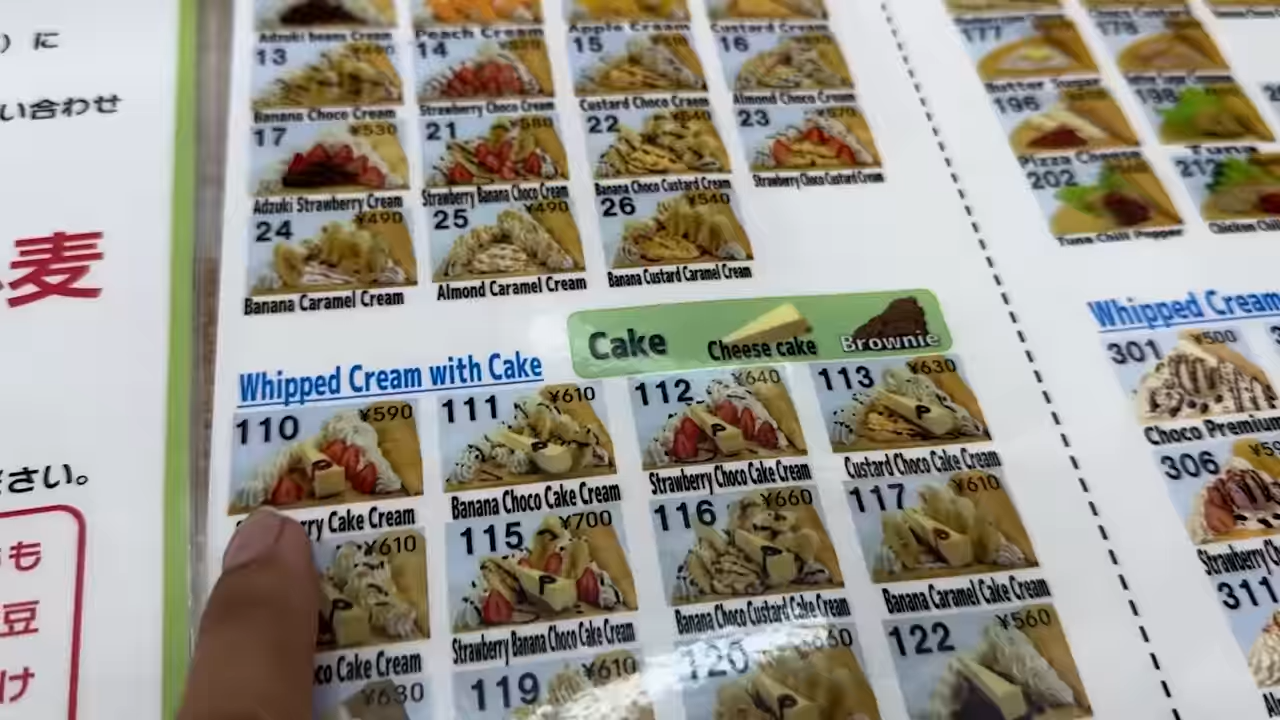 ）に
い合わせ
麦
ださい。
も
豆
け
Adzuki beans Cream
Peach Cream
Apple Cream
Custard Cream
13 ¥490
14
15
16
Banana Choco Cream
Strawberry Choco Cream
Custard Choco Cream
Almond Choco Cream
17 ¥530
21 ¥580
22 ¥540
23 ¥570
Adzuki Strawberry Cream
Strawberry Banana Choco Cream
Banana Choco Custard Cream
Strawberry Choco Custard Cream
24 ¥490
25 ¥490
26 ¥540
Banana Caramel Cream
Almond Caramel Cream
Banana Custard Caramel Cream
Cake
Cheese cake
Brownie
Whipped Cream with Cake
110 ¥590
111 ¥610
112 ¥640
113 ¥630
rry Cake Cream
Banana Choco Cake Cream
Strawberry Choco Cake Cream
Custard Choco Cake Cream
¥610
115 ¥700
116 ¥660
117 ¥610
co Cake Cream
Strawberry Banana Choco Cake Cream
Banana Choco Custard Cake Cream
Banana Caramel Cake Cream
¥630
119 ¥610
120 ¥660
122 ¥560
177
178
Butter Sugar
196
198
Pizza Cheese
Tuna
202
212
Tuna Chili Pepper
Chicken Chili
Whipped Cream
301 ¥500
Choco Premium
306
Strawberry Ch
311